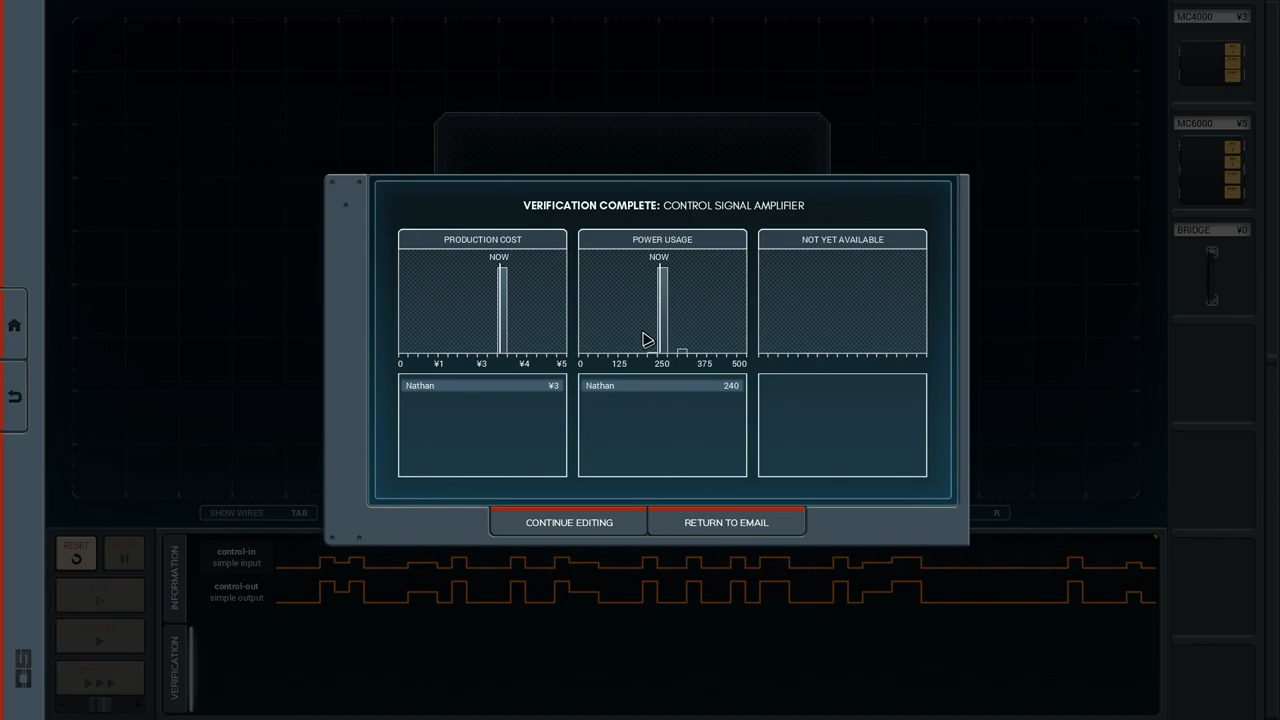 MC4000 ¥3
MC6000 ¥5
BRIDGE ¥0
VERIFICATION COMPLETE: CONTROL SIGNAL AMPLIFIER
PRODUCTION COST
POWER USAGE
NOT YET AVAILABLE
NOW
NOW
0 ¥1 ¥3 ¥4 ¥5
0 125 250 375 500
Nathan ¥3
Nathan 240
SHOW WIRES TAB
R
CONTINUE EDITING
RETURN TO EMAIL
RESET
INFORMATION
VERIFICATION
control-in
simple input
control-out
simple output